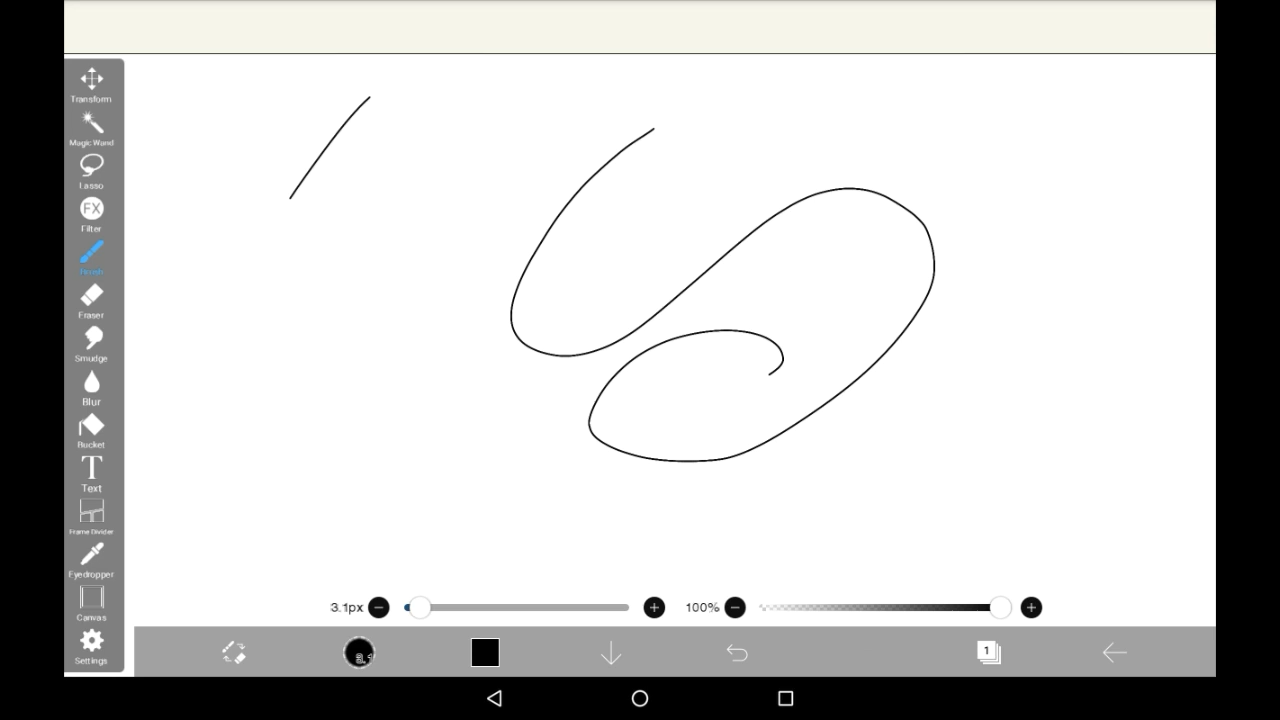 Transform
Magic Wand
Lasso
FX
Filter
Brush
Eraser
Smudge
Blur
Bucket
T
Text
Frame Divider
Eyedropper
Canvas
Settings
3.1px
100%
1